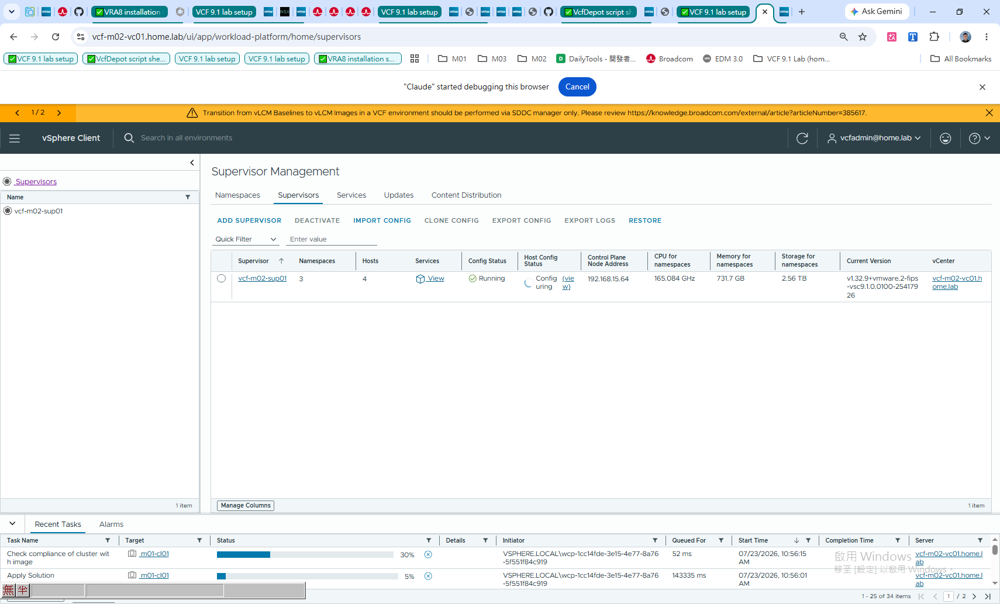 ✅VRA8 installation
VCF 9.1 lab setup
vmw
NSX
vmw
VCF 9.1 lab setup
✅VcfDepot script sh
✅VCF 9.1 lab setup
Ask Gemini
vcf-m02-vc01.home.lab/ui/app/workload-platform/home/supervisors
✅VCF 9.1 lab setup
✅VcfDepot script she...
VCF 9.1 lab setup
VCF 9.1 lab setup
✅VRA8 installation s...
M01
M03
M02
DailyTools - 開發者...
Broadcom
EDM 3.0
VCF 9.1 Lab (hom...
All Bookmarks
"Claude" started debugging this browser
Cancel
1 / 2
Transition from vLCM Baselines to vLCM Images in a VCF environment should be performed via SDDC manager only. Please review https://knowledge.broadcom.com/external/article?articleNumber=385617.
vSphere Client
Search in all environments
vcfadmin@home.lab
Supervisors
Name
vcf-m02-sup01
1 item
Supervisor Management
Namespaces
Supervisors
Services
Updates
Content Distribution
ADD SUPERVISOR
DEACTIVATE
IMPORT CONFIG
CLONE CONFIG
EXPORT CONFIG
EXPORT LOGS
RESTORE
Quick Filter
Enter value
Supervisor
Namespaces
Hosts
Services
Config Status
Host Config
Status
Control Plane
Node Address
CPU for
namespaces
Memory for
namespaces
Storage for
namespaces
Current Version
vCenter
vcf-m02-sup01
3
4
View
Running
Config
uring
(vie
w)
192.168.15.64
165.084 GHz
731.7 GB
2.56 TB
v1.32.9+vmware.2-fips
-vsc9.1.0.0100-254179
26
vcf-m02-vc01.h
ome.lab
Manage Columns
1 item
Recent Tasks
Alarms
Task Name
Target
Status
Details
Initiator
Queued For
Start Time
Completion Time
Server
Check compliance of cluster wit
h image
m01-cl01
30%
VSPHERE.LOCAL\wcp-1cc14fde-3e15-4e77-8a76
-5f551f84c919
52 ms
07/23/2026, 10:56:15
AM
vcf-m02-vc01.home.l
ab
Apply Solution
m01-cl01
5%
VSPHERE.LOCAL\wcp-1cc14fde-3e15-4e77-8a76
-5f551f84c919
143335 ms
07/23/2026, 10:56:01
AM
vcf-m02-vc01.home.l
ab
啟用 Windows
移至 [設定] 以啟用 Windows。
無 半
1 - 25 of 34 items
1 / 2